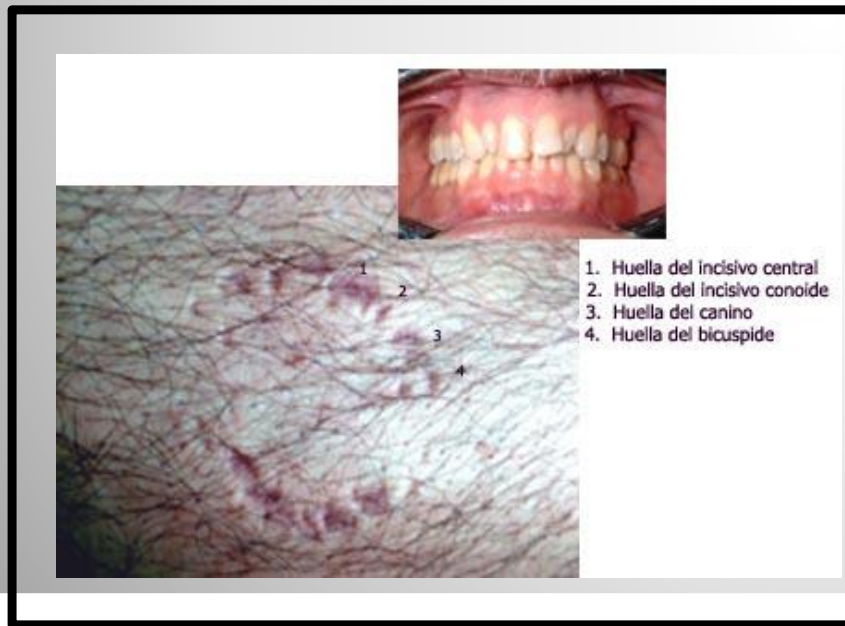 1
2
3
4
1. Huella del incisivo central
2. Huella del incisivo conoide
3. Huella del canino
4. Huella del bicuspide